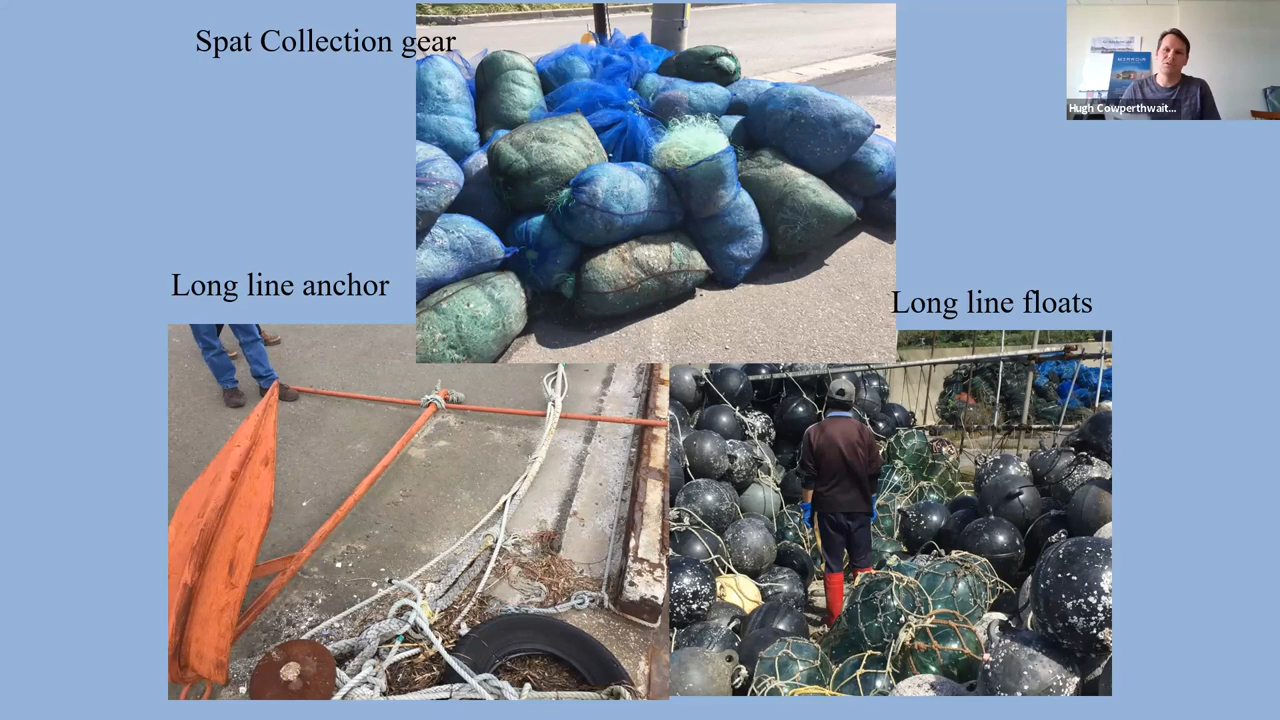 Spat Collection gear
Hugh Cowperthwait...
Long line anchor
Long line floats